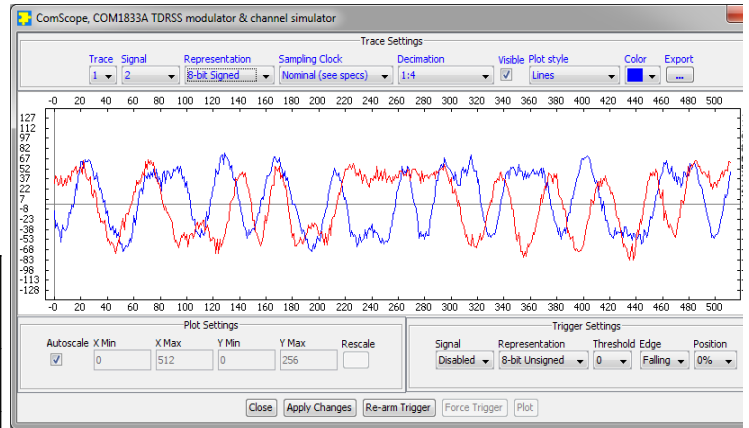 ComScope, COM1833A TDRSS modulator & channel simulator
Trace Settings
Trace Signal Representation Sampling Clock Decimation Visible Plot style Color Export
1 2 8-bit Signed Nominal (see specs) 1:4 Lines ...
-0 20 40 60 80 100 120 140 160 180 200 220 240 260 280 300 320 340 360 380 400 420 440 460 480 500
127
112
97
82
67
52
37
22
7
-8
-23
-38
-53
-68
-83
-98
-113
-128
-0 20 40 60 80 100 120 140 160 180 200 220 240 260 280 300 320 340 360 380 400 420 440 460 480 500
Plot Settings
Autoscale X Min X Max Y Min Y Max Rescale
0 512 0 256
Trigger Settings
Signal Representation Threshold Edge Position
Disabled 8-bit Unsigned 0 Falling 0%
Close Apply Changes Re-arm Trigger Force Trigger Plot